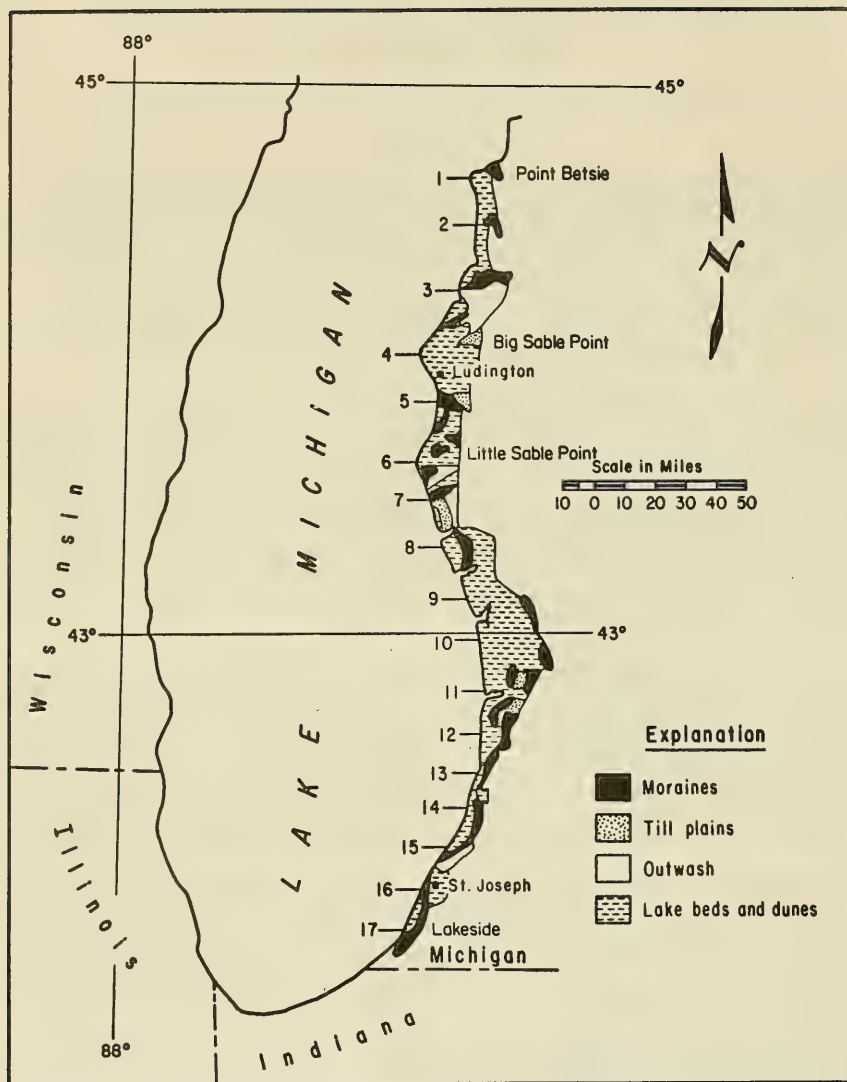 88°
45°
45°
1
Point Betsie
2
N
3
Big Sable Point
4
Ludington
5
Little Sable Point
6
Scale in Miles
10 0 10 20 30 40 50
7
8
9
43°
43°
10
11
12
13
14
15
16
St. Joseph
17
Lakeside
Michigan
LAKE MICHIGAN
Wisconsin
Illinois
Indiana
88°
Explanation
Moraines
Till plains
Outwash
Lake beds and dunes